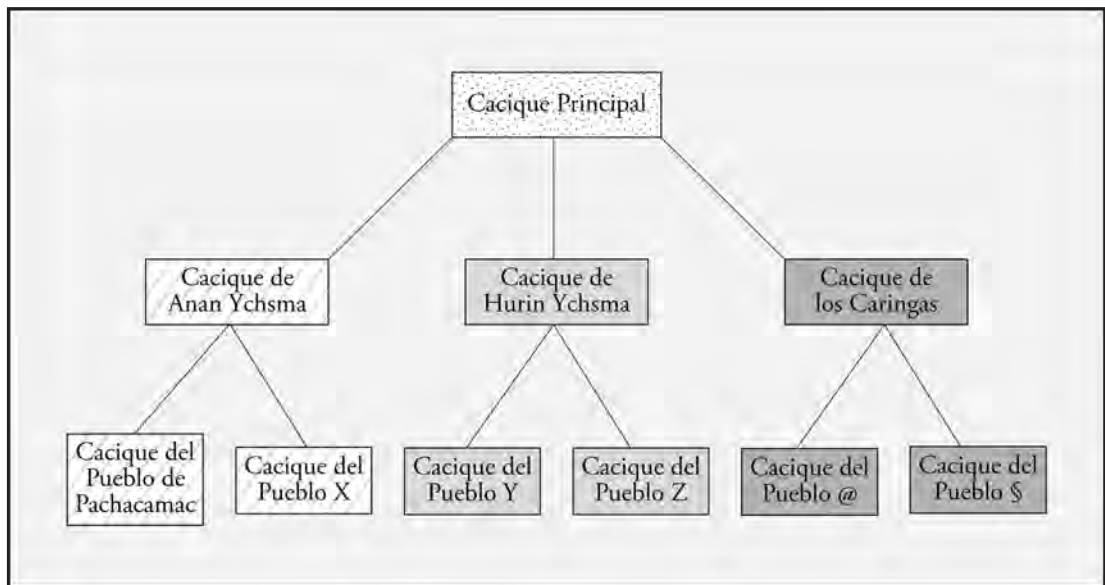 Cacique Principal
Cacique de
Anan Ychsma
Cacique de
Hurin Ychsma
Cacique de
los Caringas
Cacique del
Pueblo de
Pachacamac
Cacique del
Pueblo X
Cacique del
Pueblo Y
Cacique del
Pueblo Z
Cacique del
Pueblo @
Cacique del
Pueblo §